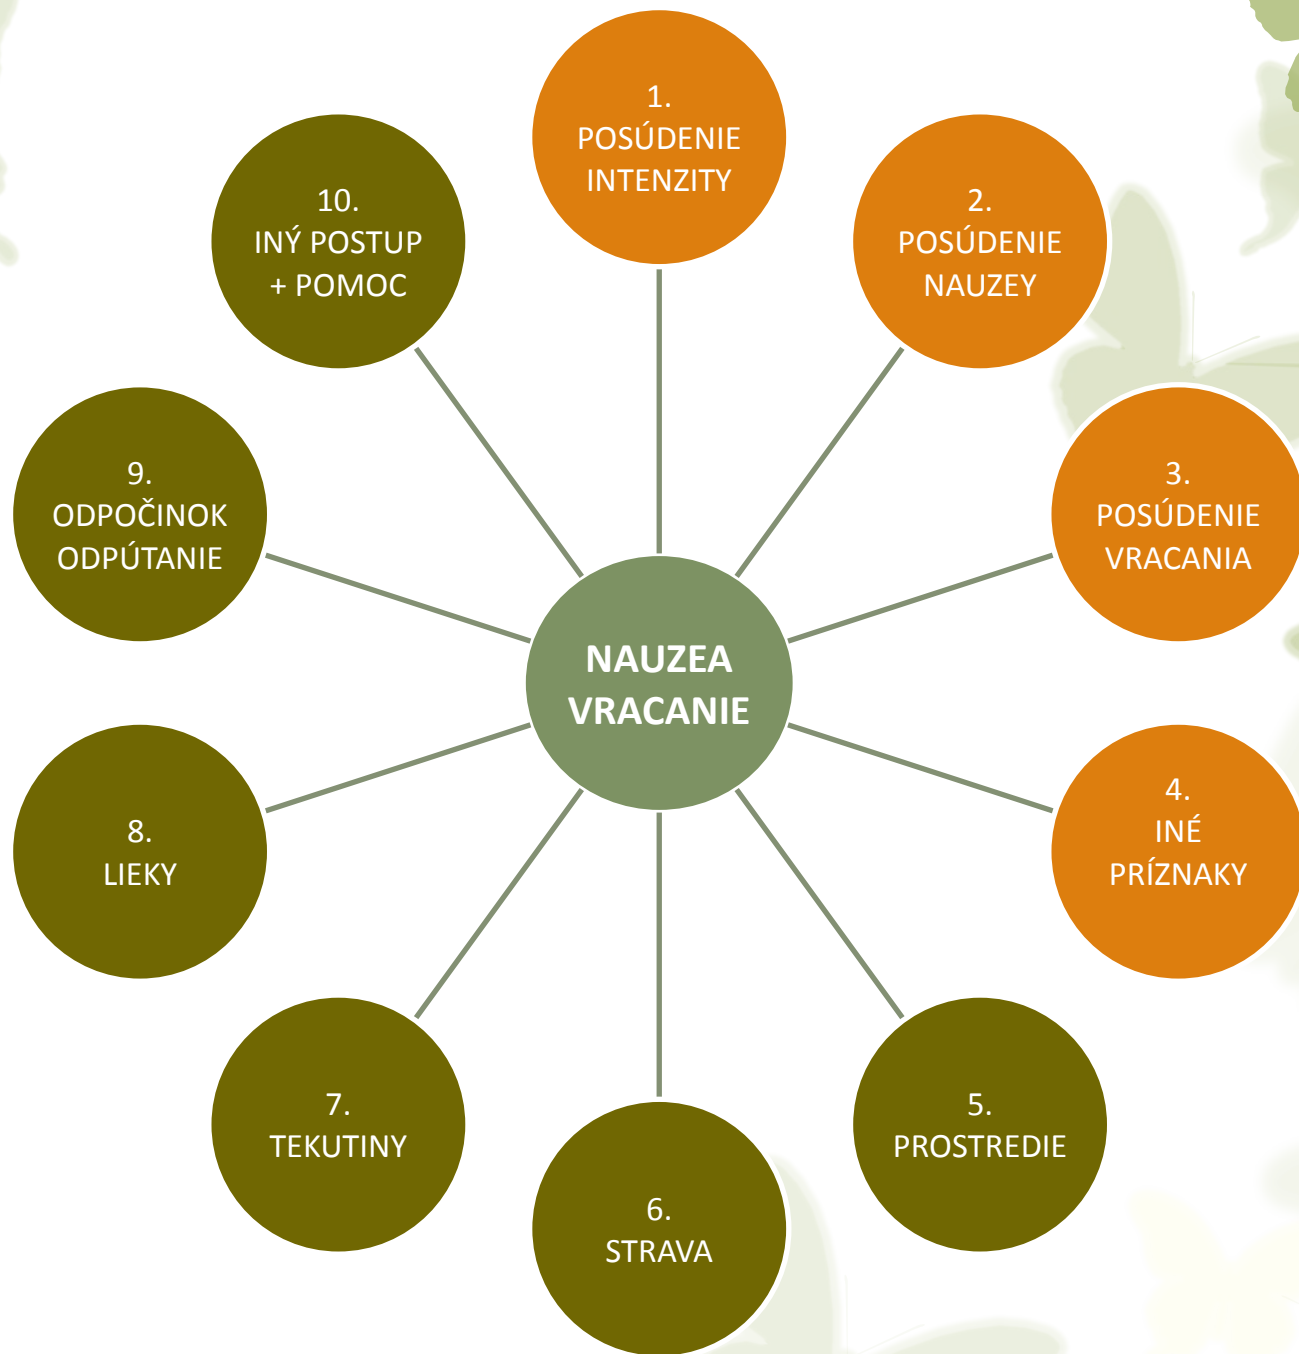 NAUZEA
VRACANIE
1.
POSÚDENIE
INTENZITY
2.
POSÚDENIE
NAUZEY
3.
POSÚDENIE
VRACANIA
4.
INÉ
PRÍZNAKY
5.
PROSTREDIE
6.
STRAVA
7.
TEKUTINY
8.
LIEKY
9.
ODPOČINOK
ODPÚTANIE
10.
INÝ POSTUP
+ POMOC